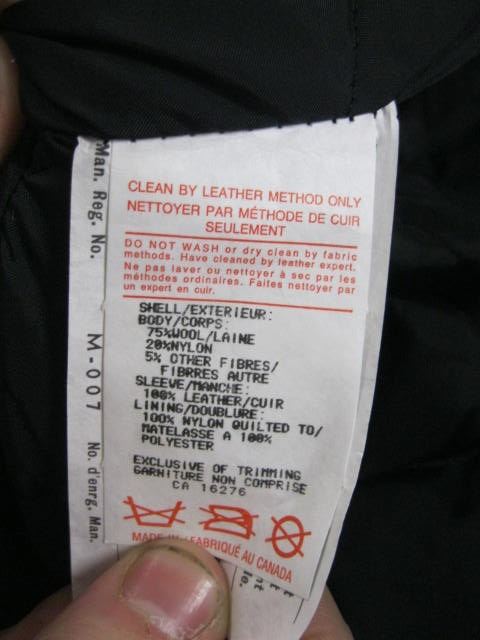 CLEAN BY LEATHER METHOD ONLY
NETTOYER PAR MÉTHODE DE CUIR
SEULEMENT
DO NOT WASH or dry clean by fabric
methods. Have cleaned by leather expert.
Ne pas laver ou nettoyer à sec par les
méthodes ordinaires. Faites nettoyer par
un expert en cuir.
SHELL/EXTERIEUR:
BODY/CORPS:
75%WOOL/LAINE
20%NYLON
5% OTHER FIBRES/
FIBRRES AUTRE
SLEEVE/MANCHE:
100% LEATHER/CUIR
LINING/DOUBLURE:
100% NYLON QUILTED TO/
MATELASSE A 100%
POLYESTER
EXCLUSIVE OF TRIMMING
GARNITURE NON COMPRISE
CA 16276
MADE FABRIQUÉ AU CANADA
Man. Reg. No. M-007 No. d'enrg. Man.